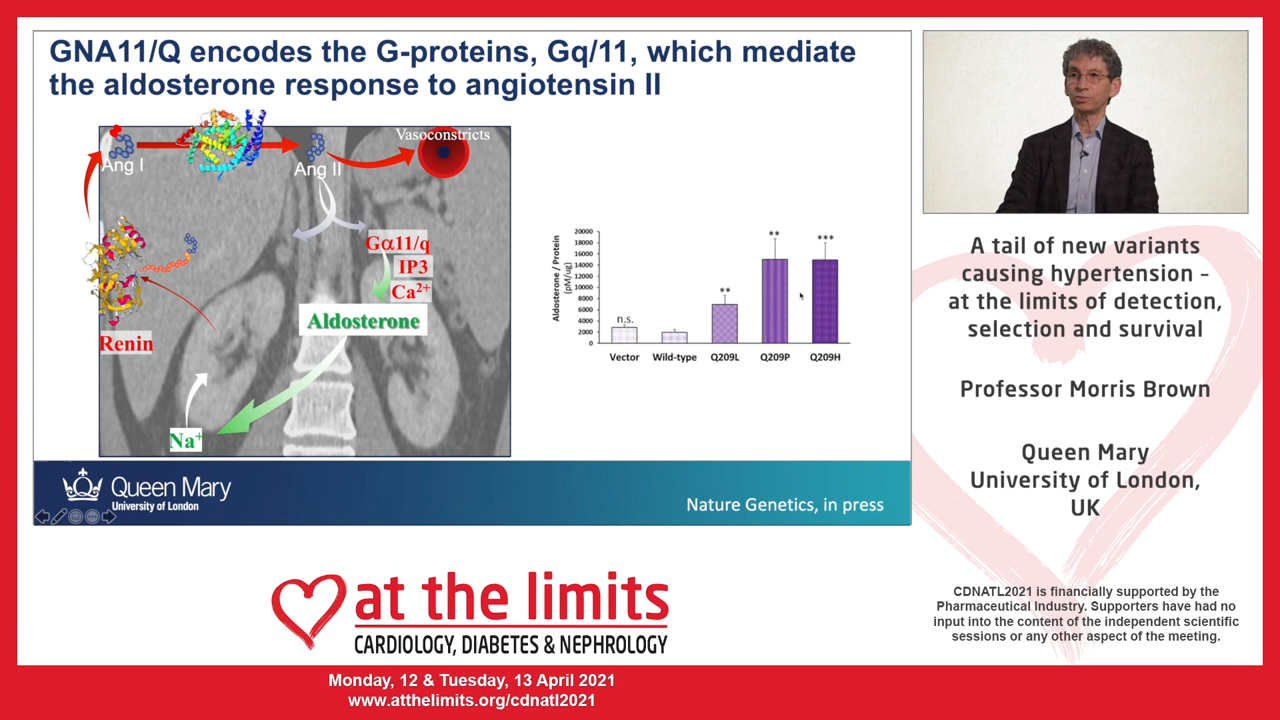 GNA11/Q encodes the G-proteins, Gq/11, which mediate
the aldosterone response to angiotensin II
Ang I
Ang II
Vasoconstricts
Gα11/q
IP3
Ca²⁺
Aldosterone
Renin
Na⁺
Aldosterone / Protein
(pM/ug)
20000
18000
16000
14000
12000
10000
8000
6000
4000
2000
0
n.s.
**
**
***
Vector Wild-type Q209L Q209P Q209H
Queen Mary
University of London
Nature Genetics, in press
A tail of new variants
causing hypertension –
at the limits of detection,
selection and survival
Professor Morris Brown
Queen Mary
University of London,
UK
CDNATL2021 is financially supported by the
Pharmaceutical Industry. Supporters have had no
input into the content of the independent scientific
sessions or any other aspect of the meeting.
at the limits
CARDIOLOGY, DIABETES & NEPHROLOGY
Monday, 12 & Tuesday, 13 April 2021
www.atthelimits.org/cdnatl2021